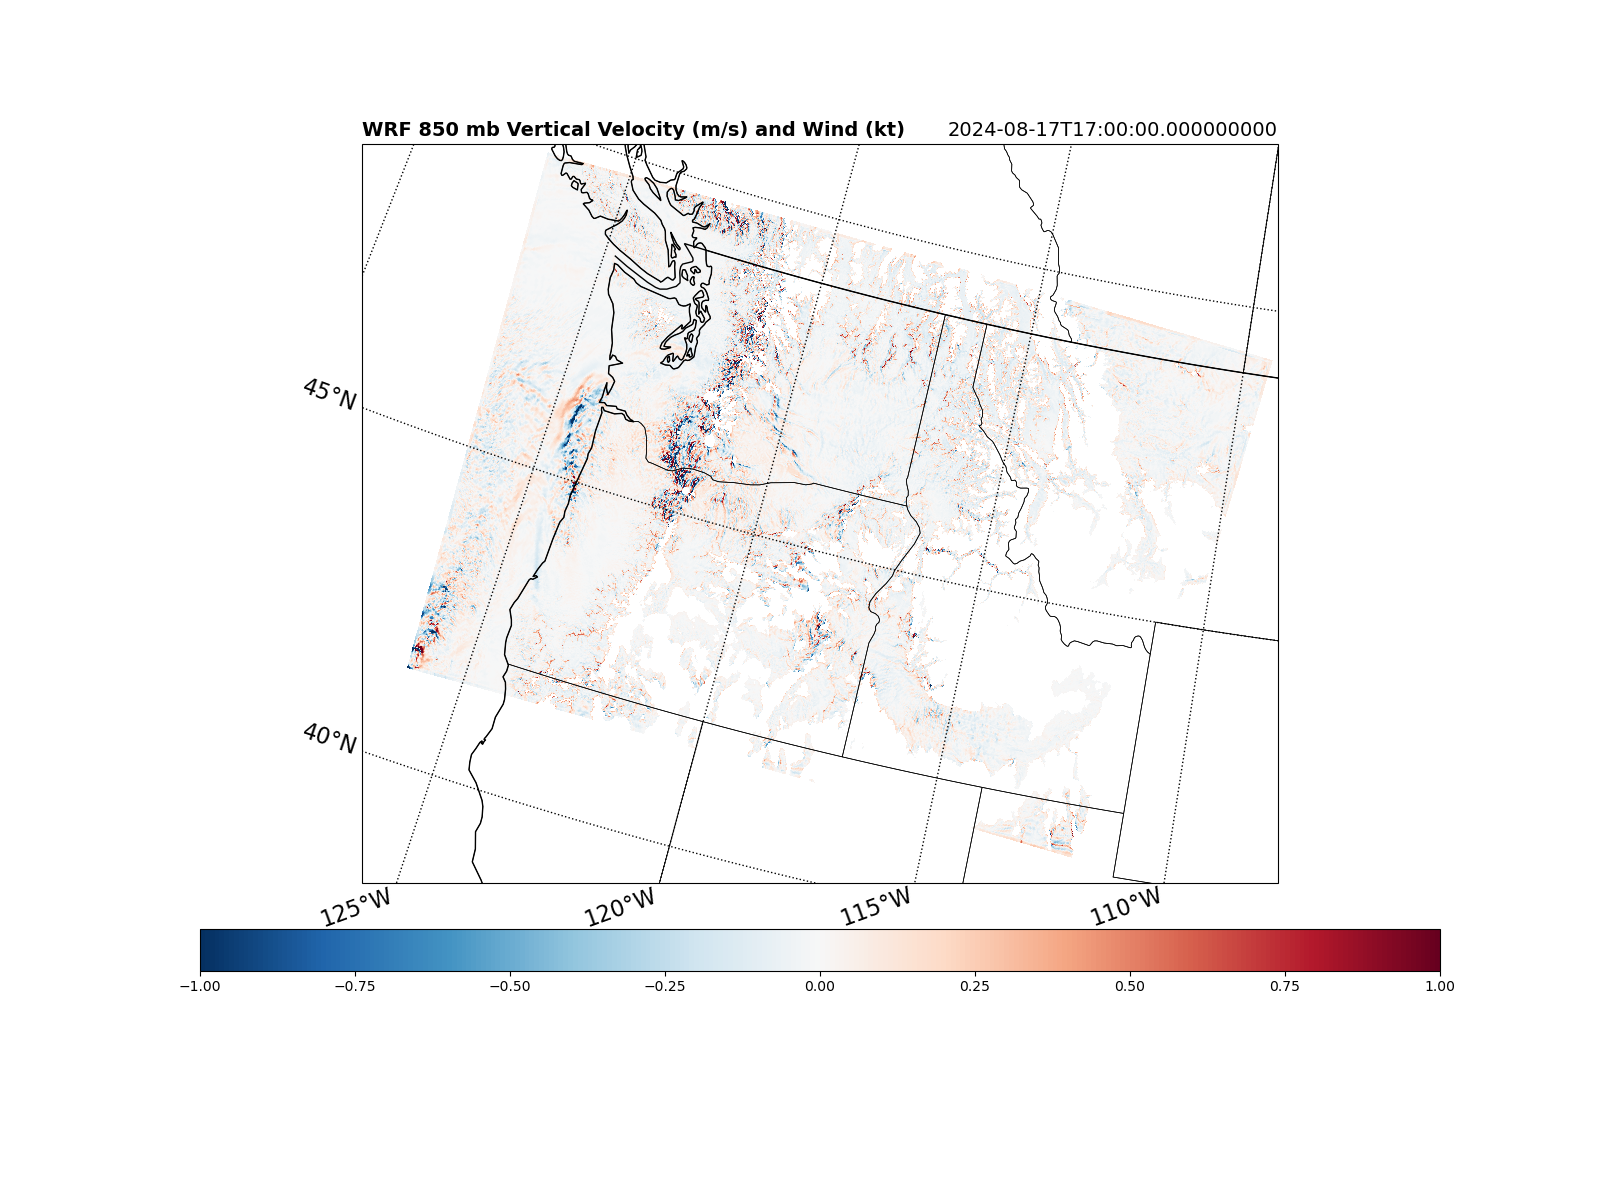 WRF 850 mb Vertical Velocity (m/s) and Wind (kt) 2024-08-17T17:00:00.000000000
45°N
40°N
125°W 120°W 115°W 110°W
−1.00 −0.75 −0.50 −0.25 0.00 0.25 0.50 0.75 1.00